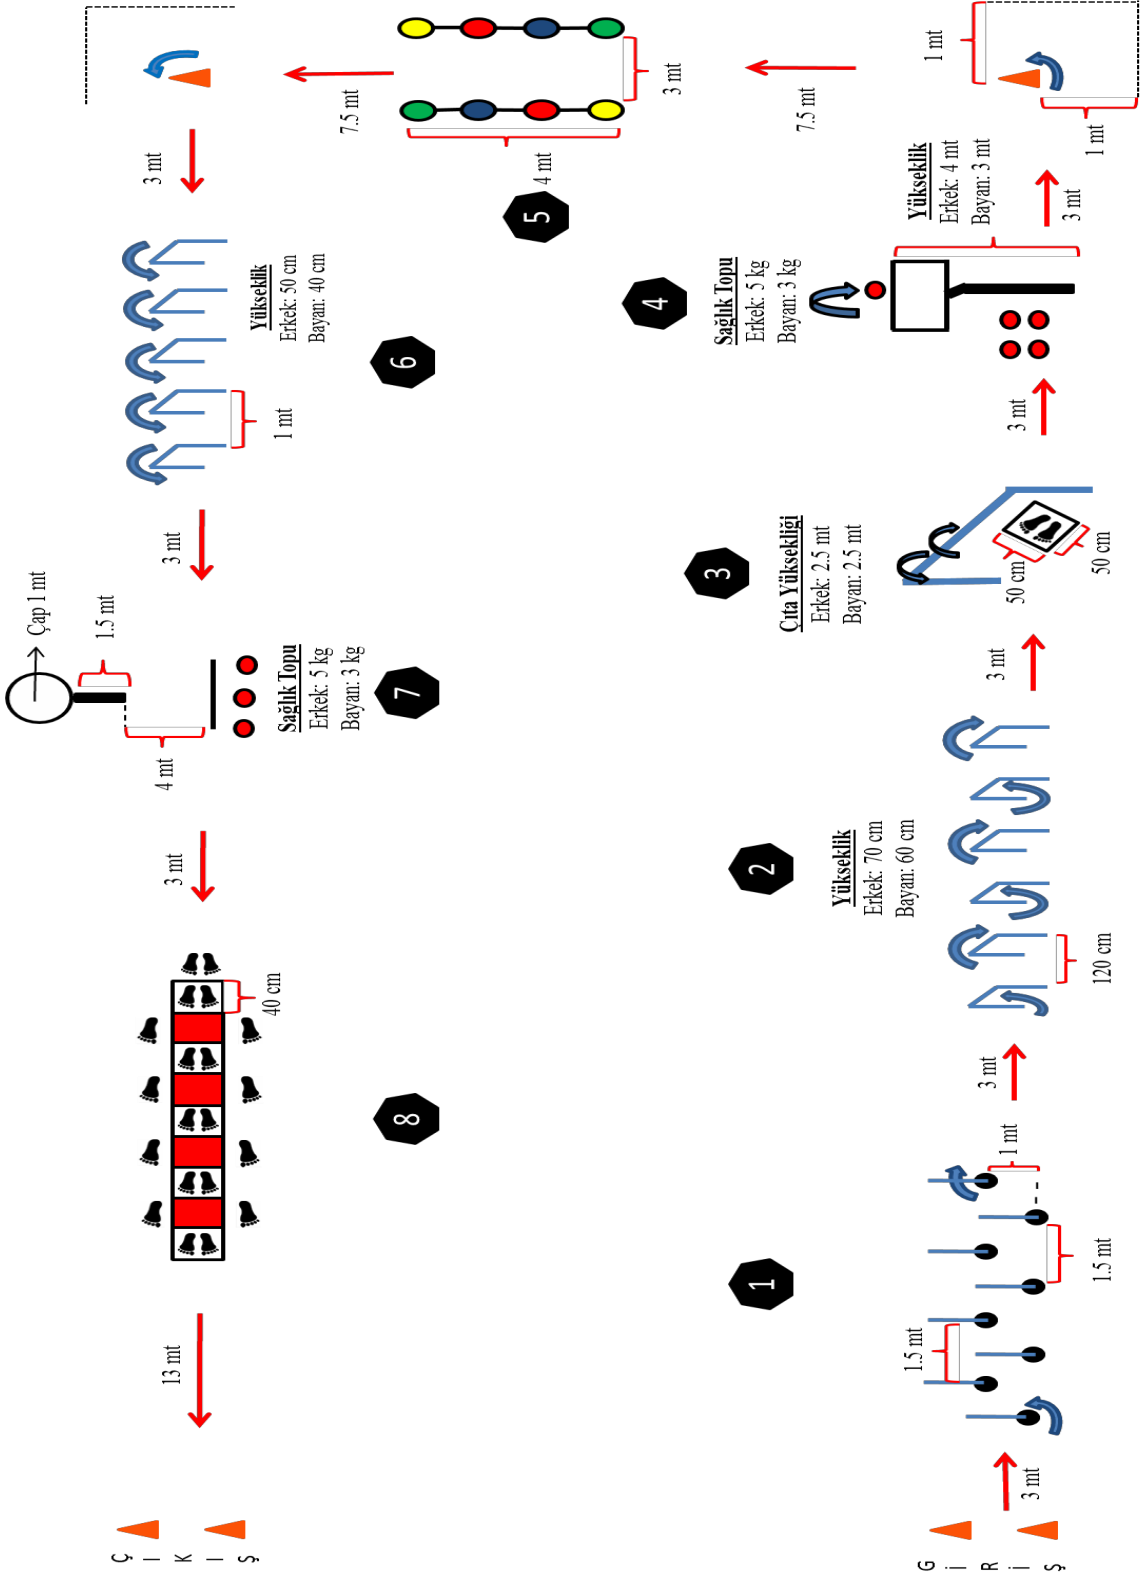 Ç
I
K
I
Ş
13 mt
8
40 cm
3 mt
Çap 1 mt
1.5 mt
4 mt
Sağlık Topu
Erkek: 5 kg
Bayan: 3 kg
7
3 mt
1 mt
Yükseklik
Erkek: 50 cm
Bayan: 40 cm
6
3 mt
7.5 mt
4 mt
3 mt
5
7.5 mt
1 mt
1 mt
Yükseklik
Erkek: 4 mt
Bayan: 3 mt
3 mt
4
Sağlık Topu
Erkek: 5 kg
Bayan: 3 kg
3 mt
3
Çıta Yüksekliği
Erkek: 2.5 mt
Bayan: 2.5 mt
50 cm
50 cm
3 mt
2
Yükseklik
Erkek: 70 cm
Bayan: 60 cm
120 cm
3 mt
1
1 mt
1.5 mt
1.5 mt
3 mt
G
İ
R
İ
Ş